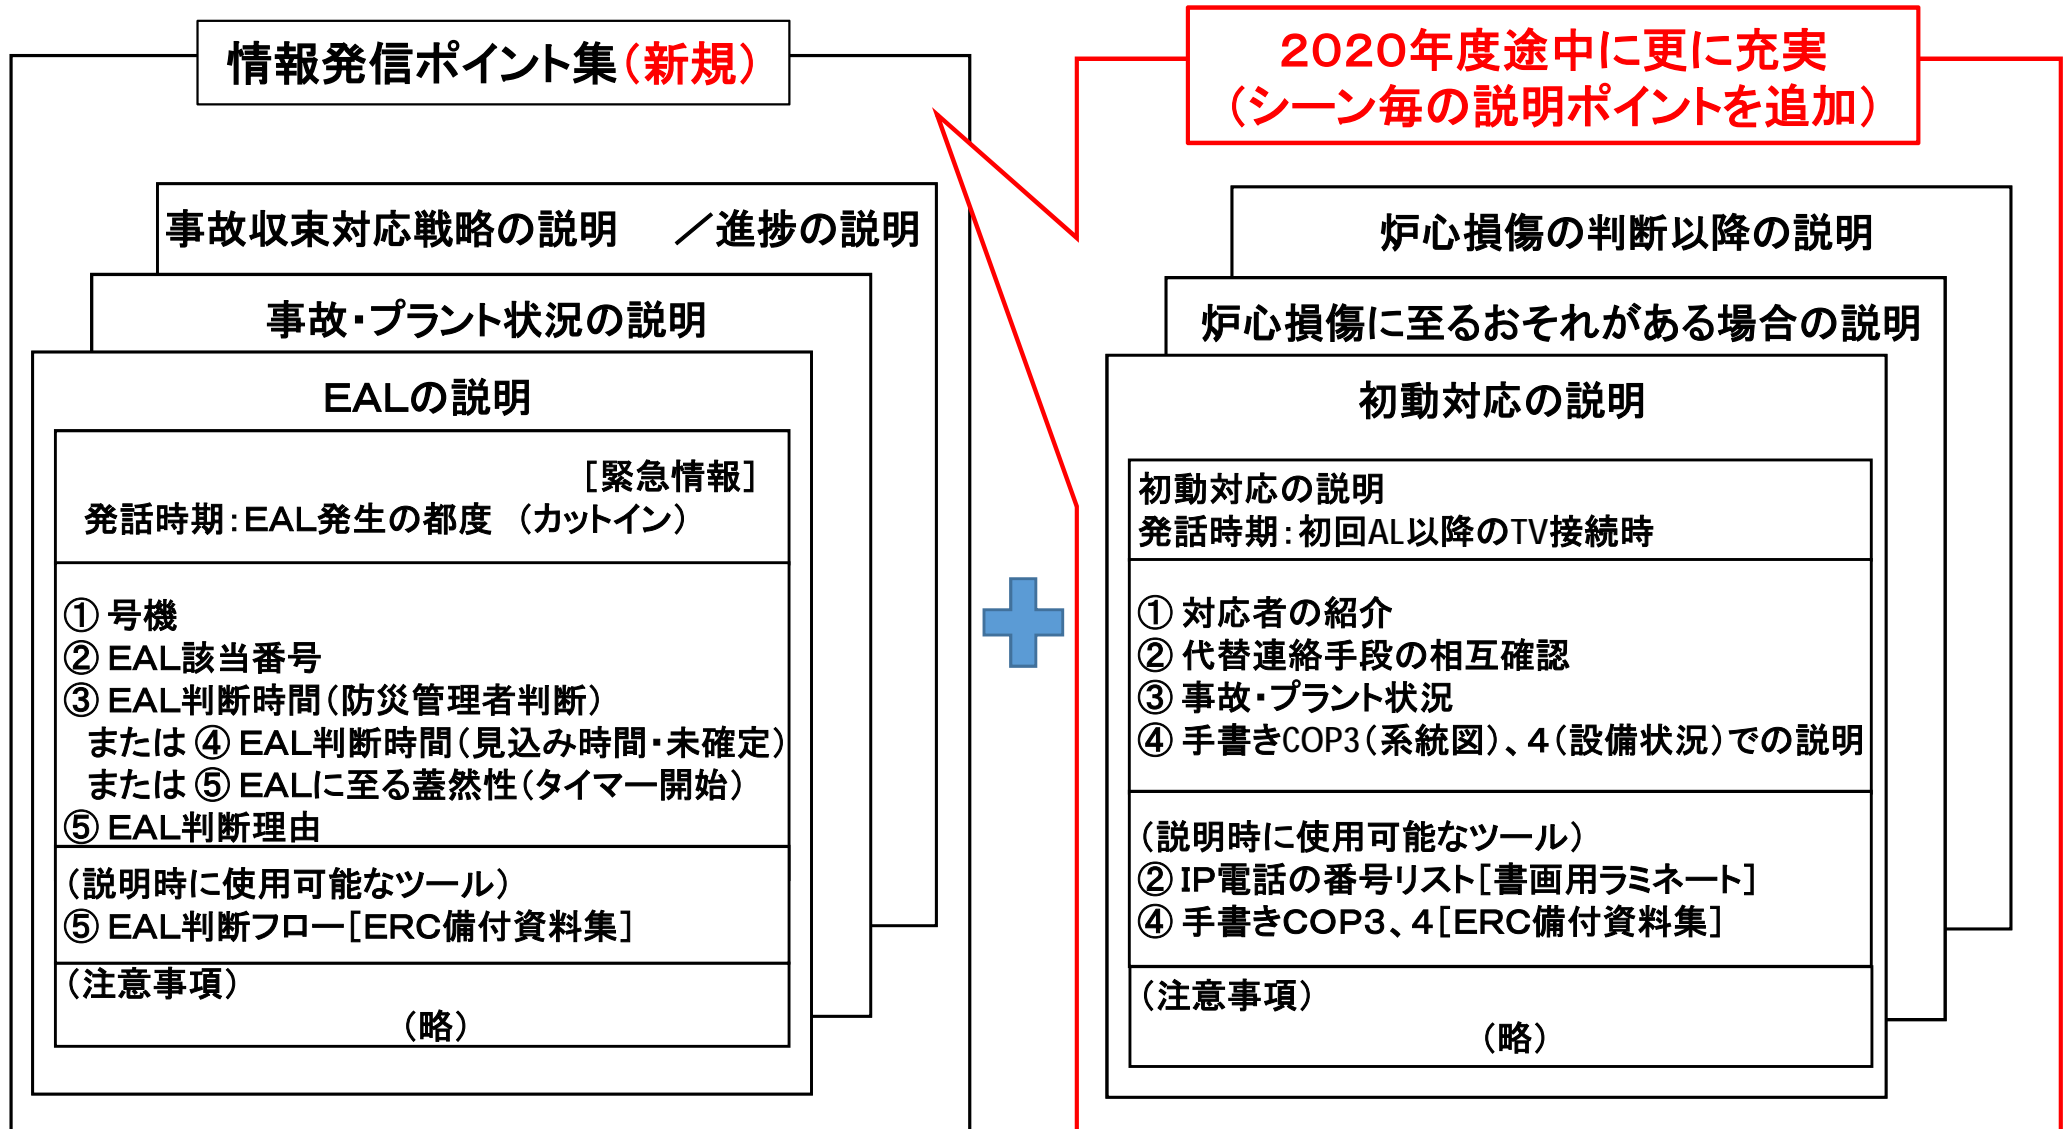 情報発信ポイント集（新規）
事故収束対応戦略の説明　／進捗の説明
事故・プラント状況の説明
ＥＡＬの説明
［緊急情報］
発話時期：ＥＡＬ発生の都度（カットイン）
① 号機
② ＥＡＬ該当番号
③ ＥＡＬ判断時間（防災管理者判断）
または ④ ＥＡＬ判断時間（見込み時間・未確定）
または ⑤ ＥＡＬに至る蓋然性（タイマー開始）
⑤ ＥＡＬ判断理由
（説明時に使用可能なツール）
⑤ ＥＡＬ判断フロー［ＥＲＣ備付資料集］
（注意事項）
（略）
２０２０年度途中に更に充実
（シーン毎の説明ポイントを追加）
炉心損傷の判断以降の説明
炉心損傷に至るおそれがある場合の説明
初動対応の説明
初動対応の説明
発話時期：初回AL以降のTV接続時
① 対応者の紹介
② 代替連絡手段の相互確認
③ 事故・プラント状況
④ 手書きCOP3（系統図）、４（設備状況）での説明
（説明時に使用可能なツール）
② ＩＰ電話の番号リスト［書画用ラミネート］
④ 手書きＣＯＰ３、４［ＥＲＣ備付資料集］
（注意事項）
（略）